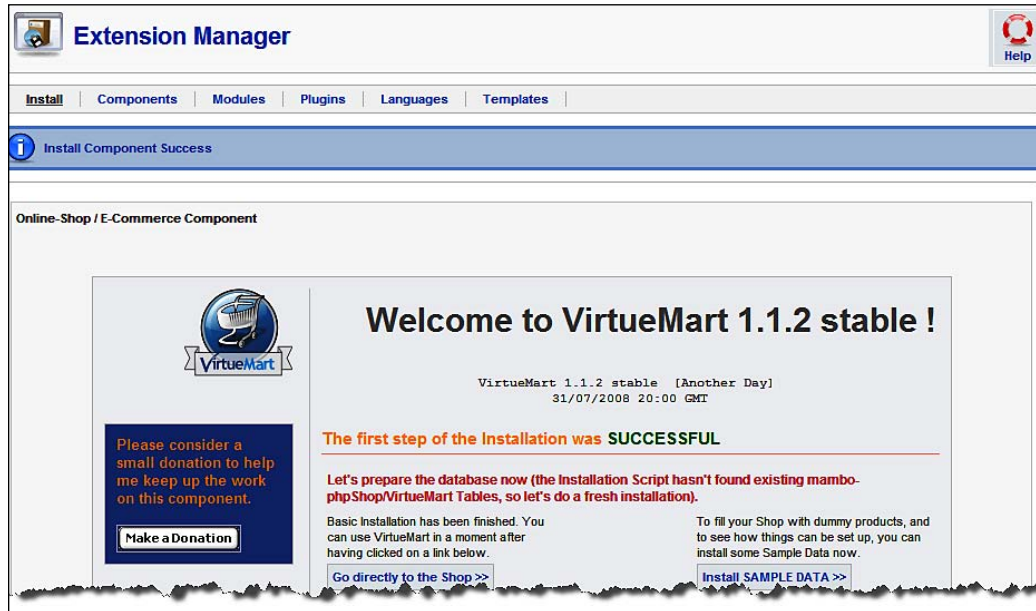 Extension Manager
Help
Install | Components | Modules | Plugins | Languages | Templates |
Install Component Success
Online-Shop / E-Commerce Component
VirtueMart
Welcome to VirtueMart 1.1.2 stable !
VirtueMart 1.1.2 stable [Another Day]
31/07/2008 20:00 GMT
Please consider a
small donation to help
me keep up the work
on this component.
Make a Donation
The first step of the Installation was SUCCESSFUL
Let's prepare the database now (the Installation Script hasn't found existing mambo-
phpShop/VirtueMart Tables, so let's do a fresh installation).
Basic Installation has been finished. You
can use VirtueMart in a moment after
having clicked on a link below.
Go directly to the Shop >>
To fill your Shop with dummy products, and
to see how things can be set up, you can
install some Sample Data now.
Install SAMPLE DATA >>